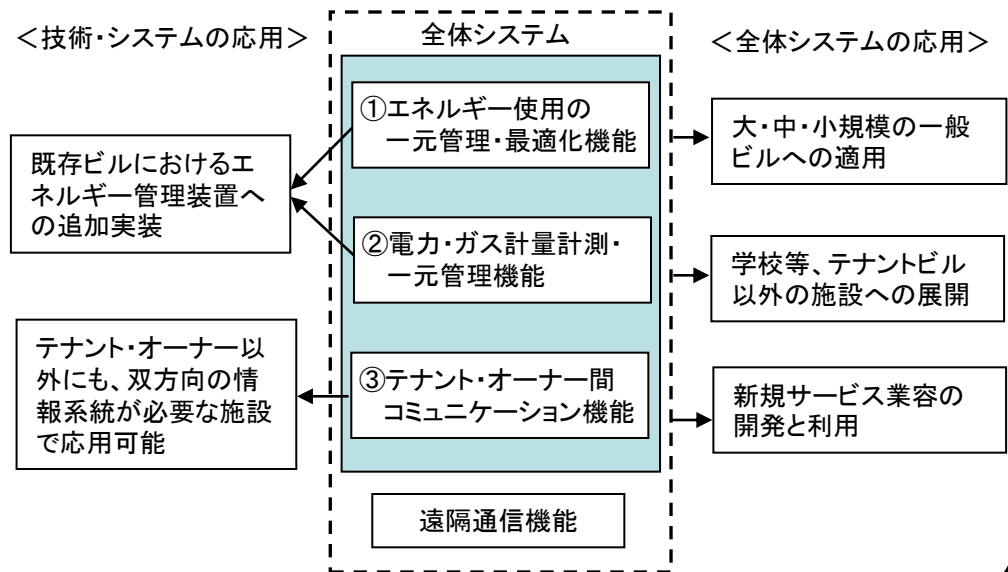 ＜技術・システムの応用＞
全体システム
＜全体システムの応用＞
①エネルギー使用の
一元管理・最適化機能
②電力・ガス計量計測・
一元管理機能
③テナント・オーナー間
コミュニケーション機能
遠隔通信機能
既存ビルにおけるエ
ネルギー管理装置へ
の追加実装
テナント・オーナー以
外にも、双方向の情
報系統が必要な施設
で応用可能
大・中・小規模の一般
ビルへの適用
学校等、テナントビル
以外の施設への展開
新規サービス業容の
開発と利用